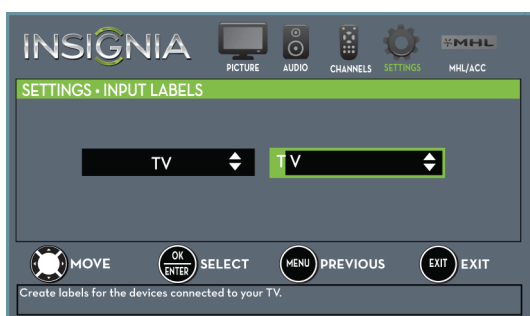 INSIGNIA
PICTURE AUDIO CHANNELS SETTINGS MHL MHL/ACC
SETTINGS • INPUT LABELS
TV TV
MOVE OK ENTER SELECT MENU PREVIOUS EXIT EXIT
Create labels for the devices connected to your TV.